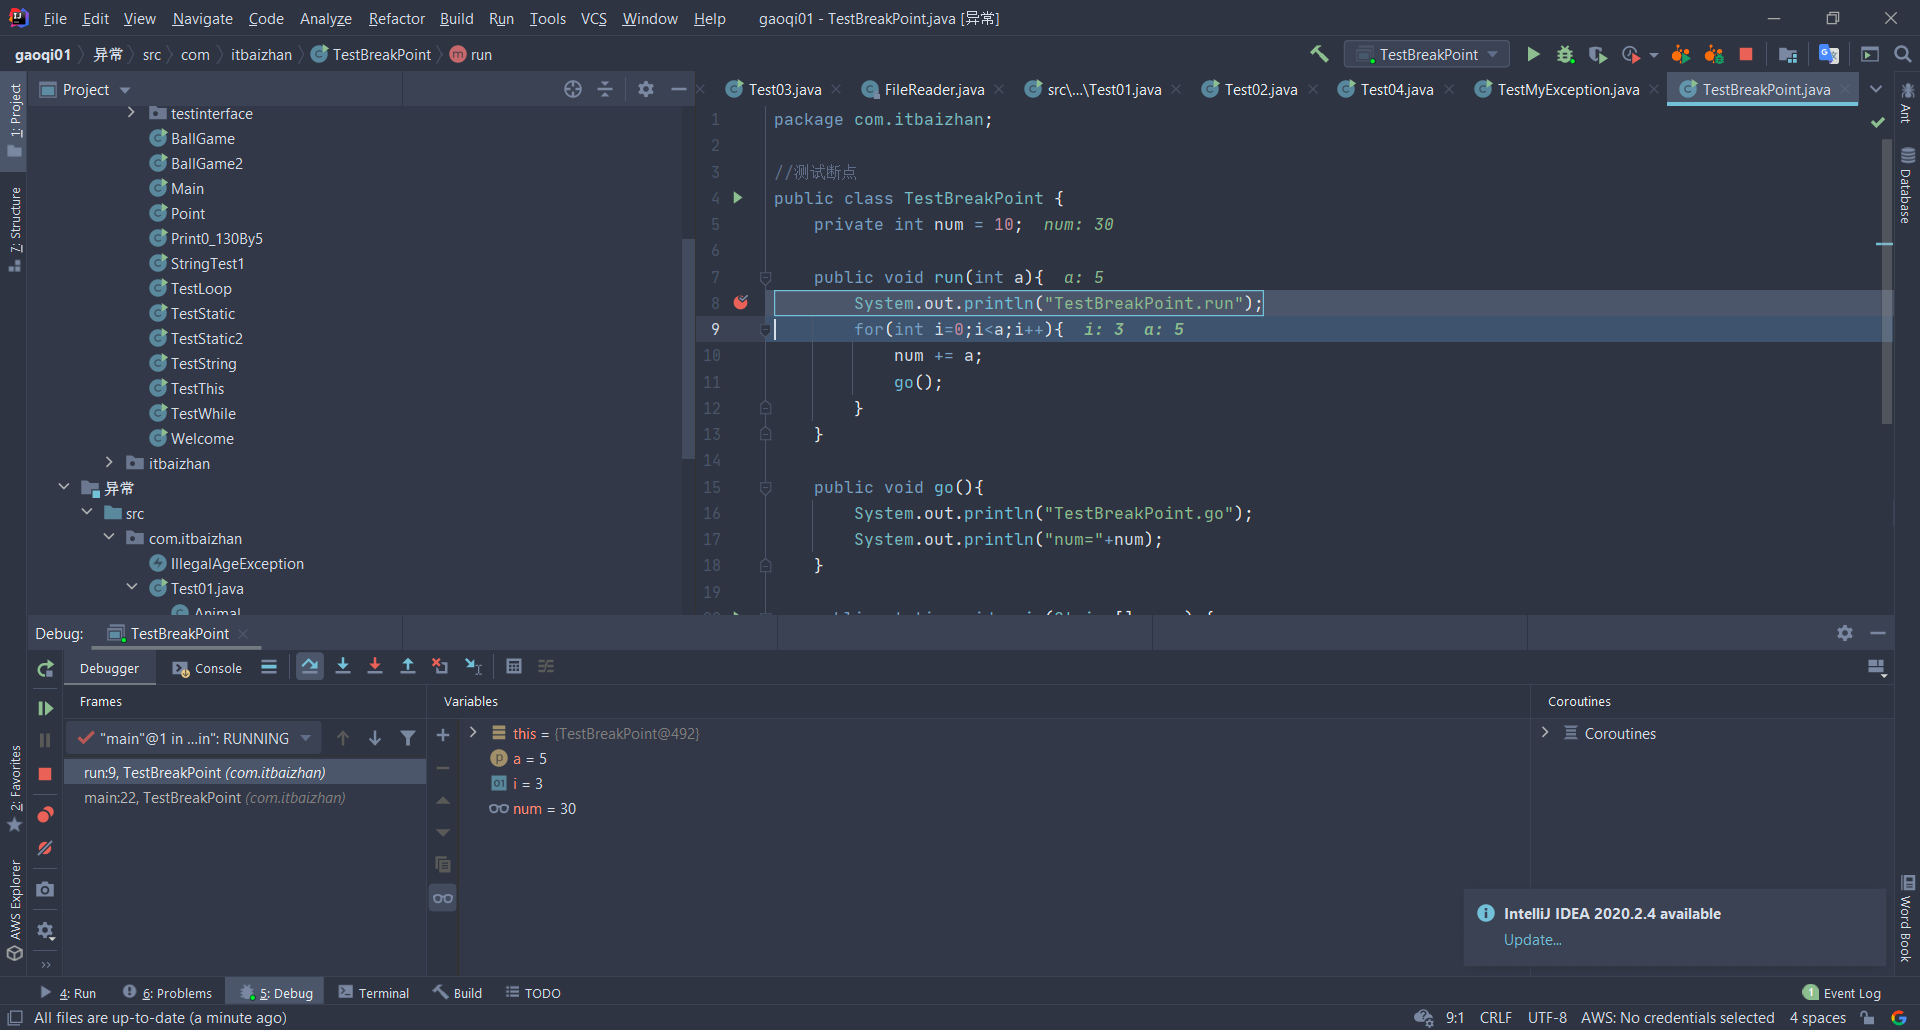 File Edit View Navigate Code Analyze Refactor Build Run Tools VCS Window Help gaoqi01 - TestBreakPoint.java [异常]
gaoqi01 异常 src com itbaizhan TestBreakPoint run TestBreakPoint
Project
Test03.java FileReader.java src\...\Test01.java Test02.java Test04.java TestMyException.java TestBreakPoint.java
1: Project
7: Structure
2: Favorites
AWS Explorer
testinterface
BallGame
BallGame2
Main
Point
Print0_130By5
StringTest1
TestLoop
TestStatic
TestStatic2
TestString
TestThis
TestWhile
Welcome
itbaizhan
异常
src
com.itbaizhan
IllegalAgeException
Test01.java
Animal
1 package com.itbaizhan;
2
3 //测试断点
4 public class TestBreakPoint {
5 private int num = 10; num: 30
6
7 public void run(int a){ a: 5
8 System.out.println("TestBreakPoint.run");
9 for(int i=0;i<a;i++){ i: 3 a: 5
10 num += a;
11 go();
12 }
13 }
14
15 public void go(){
16 System.out.println("TestBreakPoint.go");
17 System.out.println("num="+num);
18 }
19
Ant
Database
Word Book
Debug: TestBreakPoint
Debugger Console
Frames
"main"@1 in ...in": RUNNING
run:9, TestBreakPoint (com.itbaizhan)
main:22, TestBreakPoint (com.itbaizhan)
Variables
this = {TestBreakPoint@492}
a = 5
i = 3
num = 30
Coroutines
Coroutines
IntelliJ IDEA 2020.2.4 available
Update...
4: Run 6: Problems 5: Debug Terminal Build TODO 1 Event Log
All files are up-to-date (a minute ago) 9:1 CRLF UTF-8 AWS: No credentials selected 4 spaces